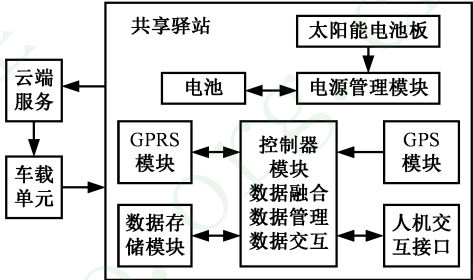 共享驿站
太阳能电池板
云端
服务
电池
电源管理模块
GPRS
模块
控制器
模块
数据融合
数据管理
数据交互
GPS
模块
车载
单元
数据存
储模块
人机交
互接口